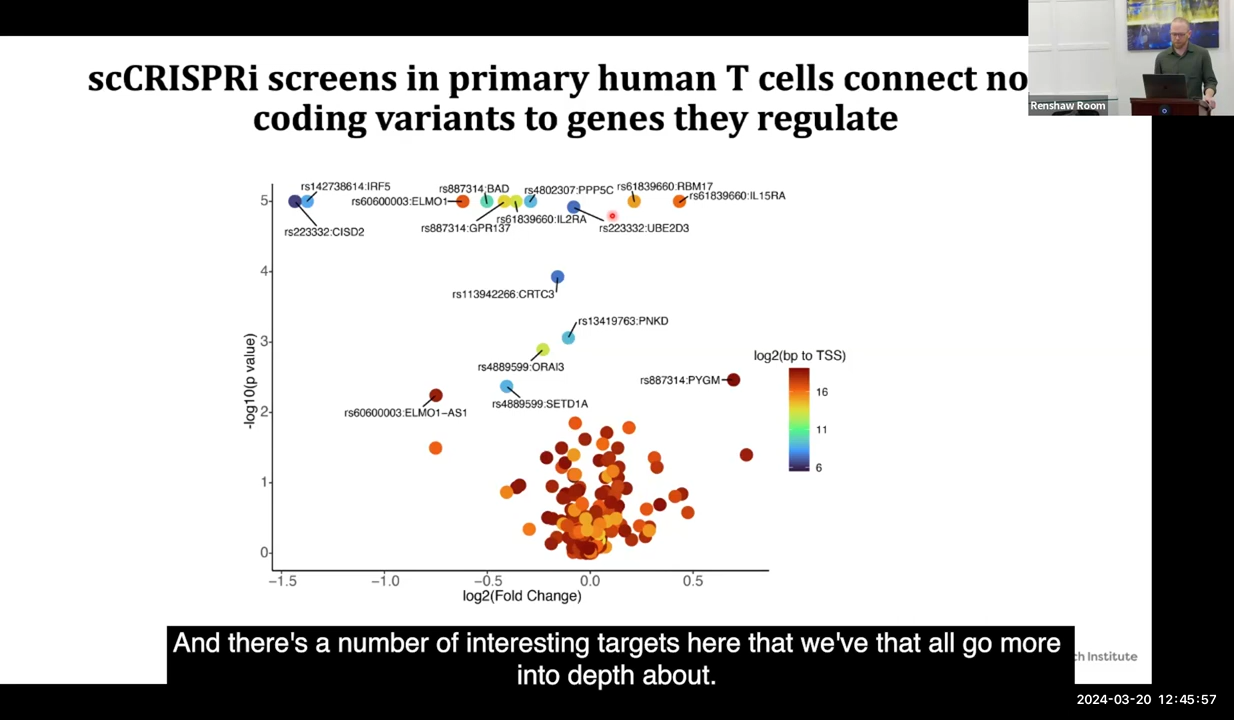 scCRISPRi screens in primary human T cells connect no
coding variants to genes they regulate
Renshaw Room
rs142738614:IRF5
rs887314:BAD
rs4802307:PPP5C
rs61839660:RBM17
rs60600003:ELMO1
rs61839660:IL15RA
rs61839660:IL2RA
rs223332:CISD2
rs887314:GPR137
rs223332:UBE2D3
rs113942266:CRTC3
rs13419763:PNKD
rs4889599:ORAI3
rs887314:PYGM
rs4889599:SETD1A
rs60600003:ELMO1-AS1
-log10(p value)
5
4
3
2
1
0
−1.5
−1.0
−0.5
0.0
0.5
log2(Fold Change)
log2(bp to TSS)
16
11
6
And there's a number of interesting targets here that we've that all go more
into depth about.
ch Institute
2024-03-20 12:45:57